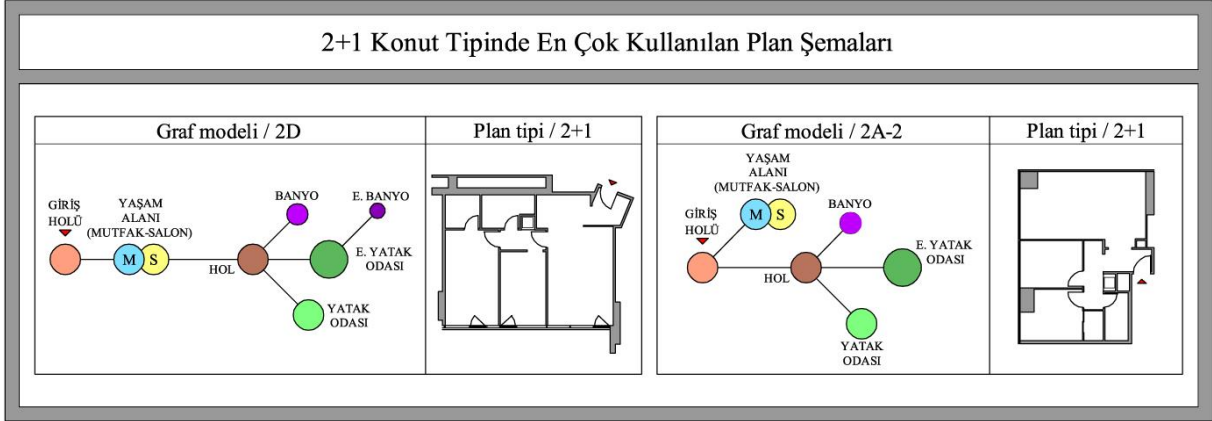 2+1 Konut Tipinde En Çok Kullanılan Plan Şemaları
Graf modeli / 2D
Plan tipi / 2+1
GİRİŞ
HOLÜ
YAŞAM
ALANI
(MUTFAK-SALON)
M
S
HOL
BANYO
E. BANYO
E. YATAK
ODASI
YATAK
ODASI
Graf modeli / 2A-2
Plan tipi / 2+1
YAŞAM
ALANI
(MUTFAK-SALON)
GİRİŞ
HOLÜ
M
S
BANYO
HOL
E. YATAK
ODASI
YATAK
ODASI